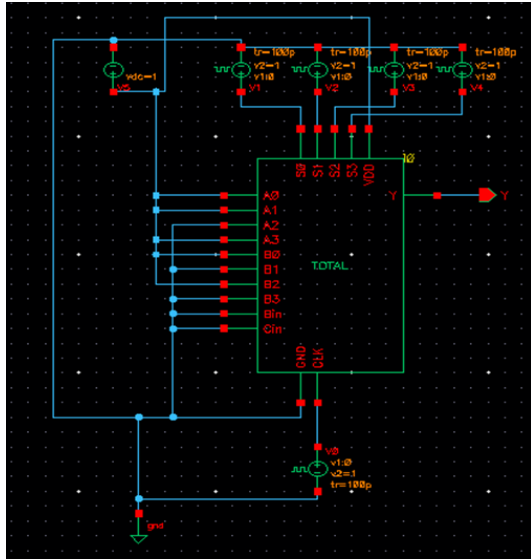 tr=100p tr=100p tr=100p tr=100p
vdc=1 v2=1 v2=1 v2=1 v2=1
v1:0 v1:0 v1:0 v1:0
V5 V1 V2 V3 V4
S0 S1 S2 S3 VDD
I0
A0
A1
A2
A3
B0
B1
B2
B3
Bin
Cin
TOTAL
Y Y
GND CLK
V0
v1:0
v2=.1
tr=100p
gnd